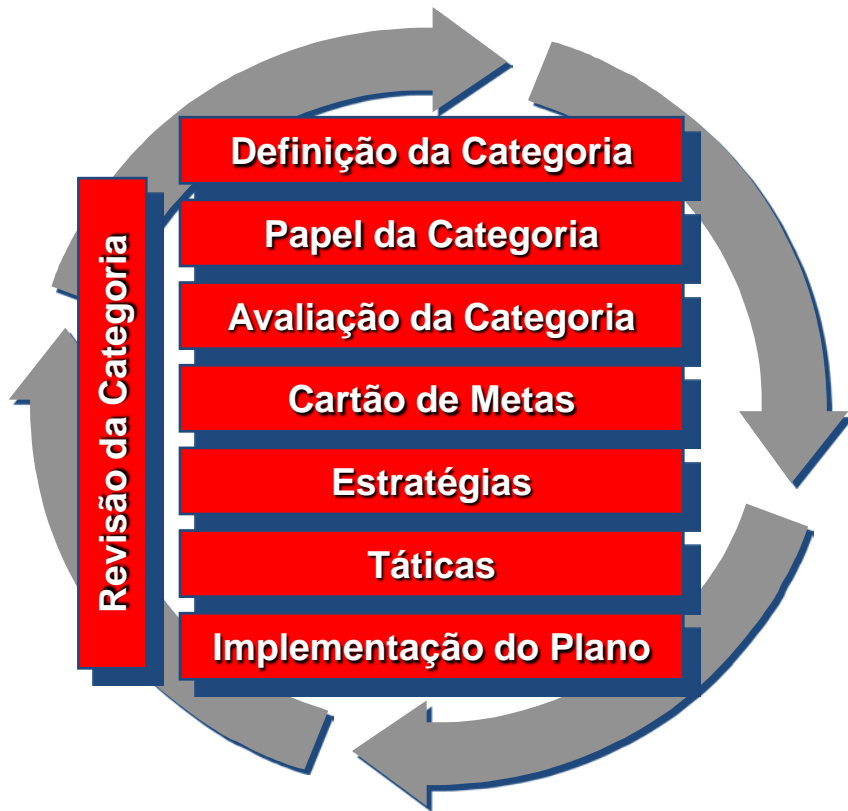 Definição da Categoria
Papel da Categoria
Avaliação da Categoria
Cartão de Metas
Estratégias
Táticas
Implementação do Plano
Revisão da Categoria